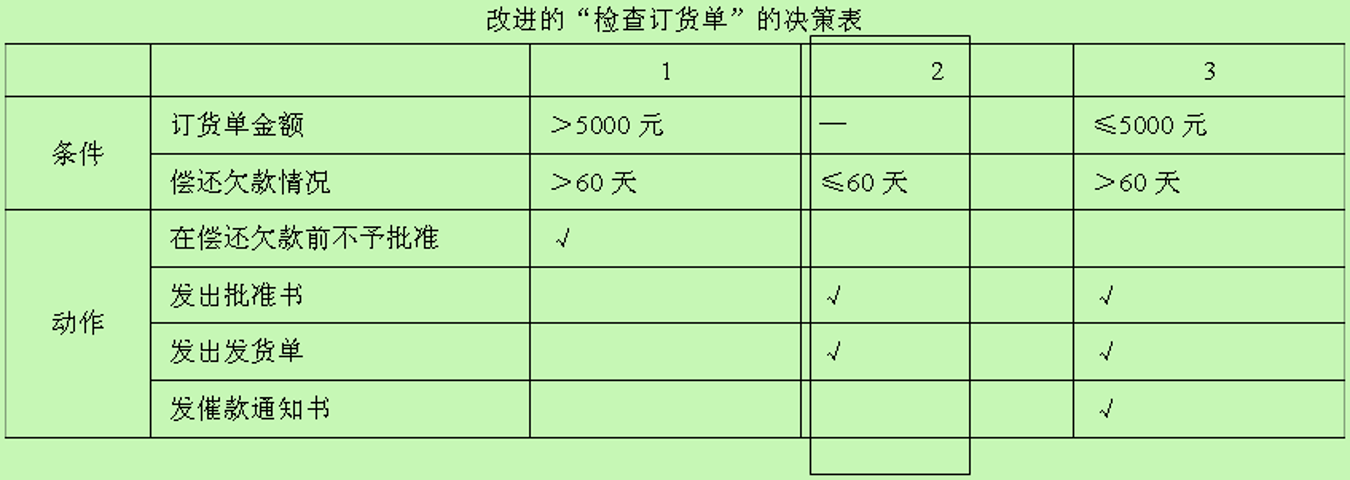 改进的“检查订货单”的决策表
1 2 3
条件
订货单金额 >5000 元 — ≤5000 元
偿还欠款情况 >60 天 ≤60 天 >60 天
动作
在偿还欠款前不予批准 √
发出批准书 √ √
发出发货单 √ √
发催款通知书 √